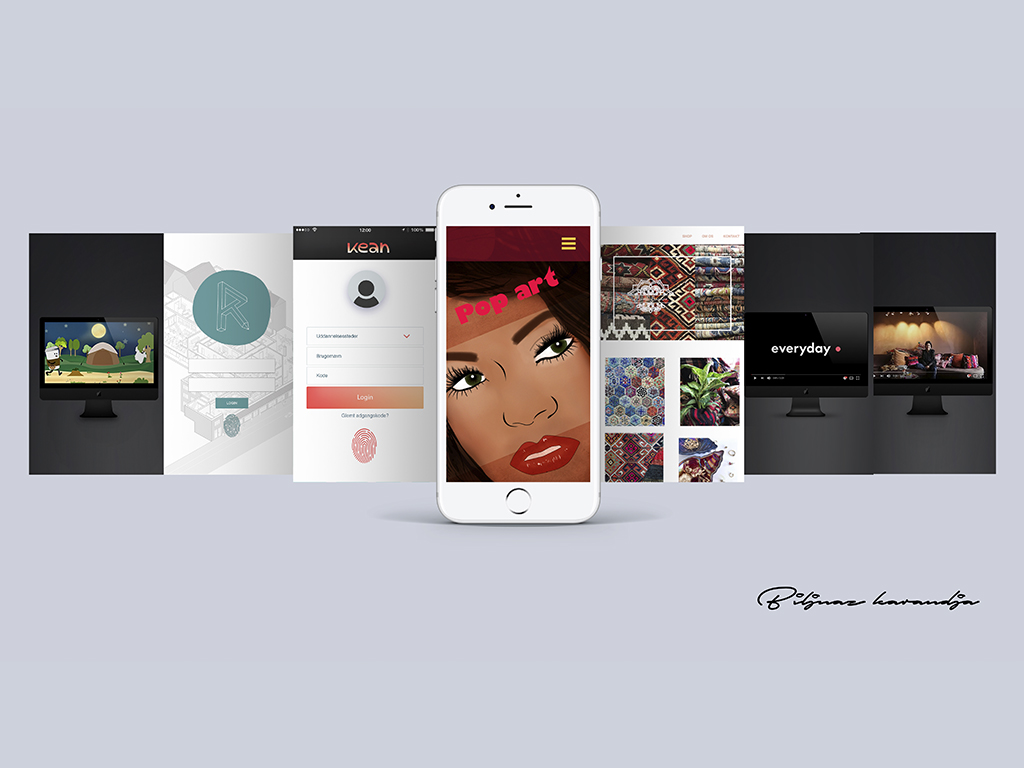 R
LOGIN
12:00
100%
kean
Uddannelsessteder
Brugernavn
Kode
Login
Glemt adgangskode?
Pop art
SHOP OM OS KONTAKT
everyday
Biljnaz karandja